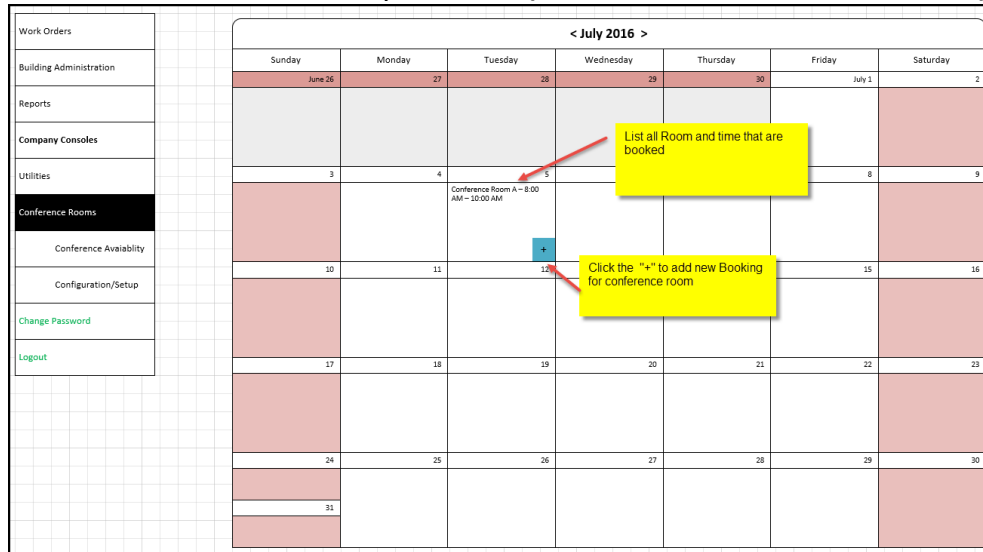 Work Orders
Building Administration
Reports
Company Consoles
Utilities
Conference Rooms
Conference Avaiablity
Configuration/Setup
Change Password
Logout
< July 2016 >
Sunday Monday Tuesday Wednesday Thursday Friday Saturday
June 26 27 28 29 30 July 1 2
List all Room and time that are
booked
3 4 5 8 9
Conference Room A – 8:00
AM – 10:00 AM
+
Click the "+" to add new Booking
for conference room
10 11 12 15 16
17 18 19 20 21 22 23
24 25 26 27 28 29 30
31